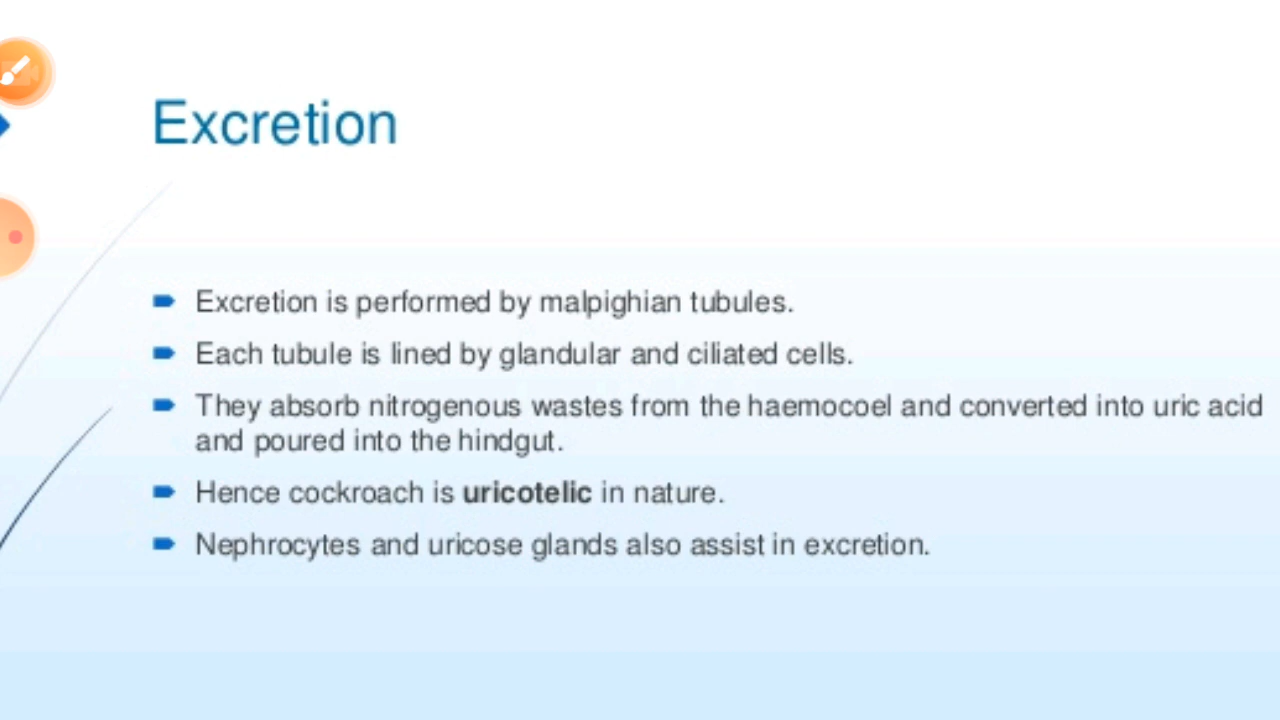 Excretion
Excretion is performed by malpighian tubules.
Each tubule is lined by glandular and ciliated cells.
They absorb nitrogenous wastes from the haemocoel and converted into uric acid
and poured into the hindgut.
Hence cockroach is uricotelic in nature.
Nephrocytes and uricose glands also assist in excretion.